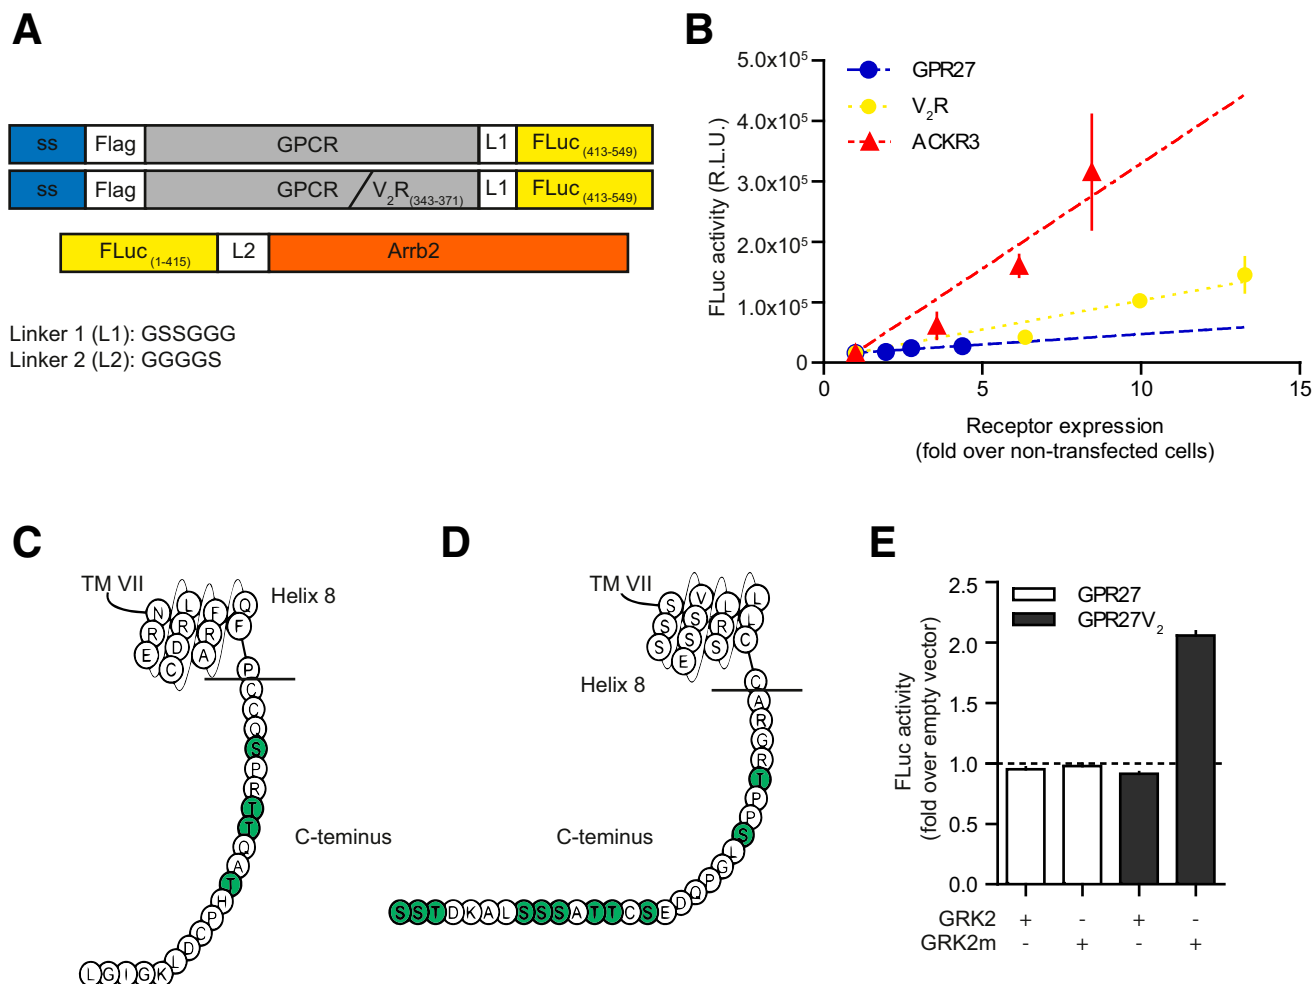 A
ss Flag GPCR L1 FLuc (413-549)
ss Flag GPCR V2R(343-371) L1 FLuc (413-549)
FLuc (1-415) L2 Arrb2
Linker 1 (L1): GSSGGG
Linker 2 (L2): GGGGS
B
GPR27
V2R
ACKR3
FLuc activity (R.L.U.)
5.0x10⁵
4.0x10⁵
3.0x10⁵
2.0x10⁵
1.0x10⁵
0
0 5 10 15
Receptor expression
(fold over non-transfected cells)
C
TM VII
Helix 8
N L F Q
R R R F
E D A
C
P
C
C
Q
S
P
R
T
T
Q
A
T
H
P
C
D
L
K
G
I
G
L
C-teminus
D
TM VII
Helix 8
S V L L
S S R L
S S S C
E
C
A
R
G
R
T
P
P
S
L
G
P
Q
D
SSTDKALSSSATTCSE
C-teminus
E
GPR27
GPR27V2
FLuc activity
(fold over empty vector)
2.5
2.0
1.5
1.0
0.5
0.0
GRK2 + - + -
GRK2m - + - +